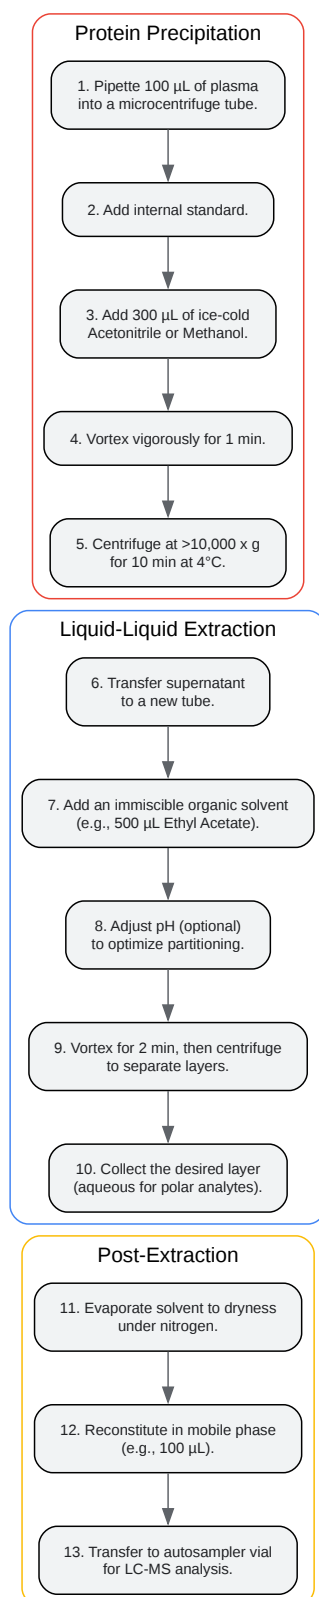 Protein Precipitation
1. Pipette 100 µL of plasma
into a microcentrifuge tube.
2. Add internal standard.
3. Add 300 µL of ice-cold
Acetonitrile or Methanol.
4. Vortex vigorously for 1 min.
5. Centrifuge at >10,000 x g
for 10 min at 4°C.
Liquid-Liquid Extraction
6. Transfer supernatant
to a new tube.
7. Add an immiscible organic solvent
(e.g., 500 µL Ethyl Acetate).
8. Adjust pH (optional)
to optimize partitioning.
9. Vortex for 2 min, then centrifuge
to separate layers.
10. Collect the desired layer
(aqueous for polar analytes).
Post-Extraction
11. Evaporate solvent to dryness
under nitrogen.
12. Reconstitute in mobile phase
(e.g., 100 µL).
13. Transfer to autosampler vial
for LC-MS analysis.